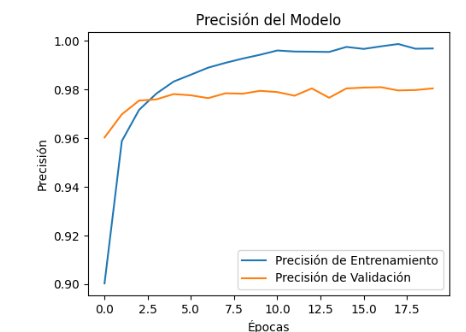 Precisión del Modelo
1.00
0.98
0.96
0.94
0.92
0.90
Precisión
Precisión de Entrenamiento
Precisión de Validación
0.0 2.5 5.0 7.5 10.0 12.5 15.0 17.5
Épocas